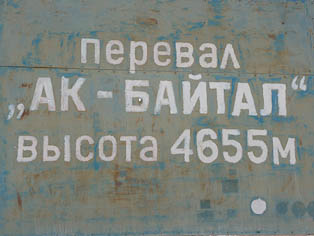 перевал
„АК - БАЙТАЛ“
высота 4655м